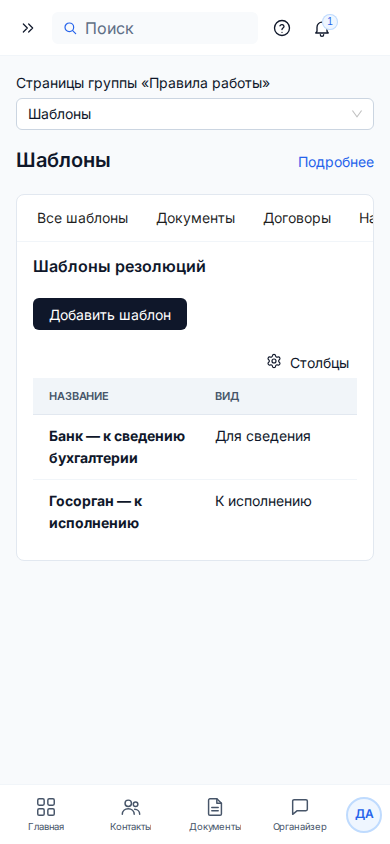 Поиск
1
Страницы группы «Правила работы»
Шаблоны
Шаблоны
Подробнее
Все шаблоны Документы Договоры На
Шаблоны резолюций
Добавить шаблон
Столбцы
НАЗВАНИЕ ВИД
Банк — к сведению бухгалтерии Для сведения
Госорган — к исполнению К исполнению
Главная Контакты Документы Органайзер ДА